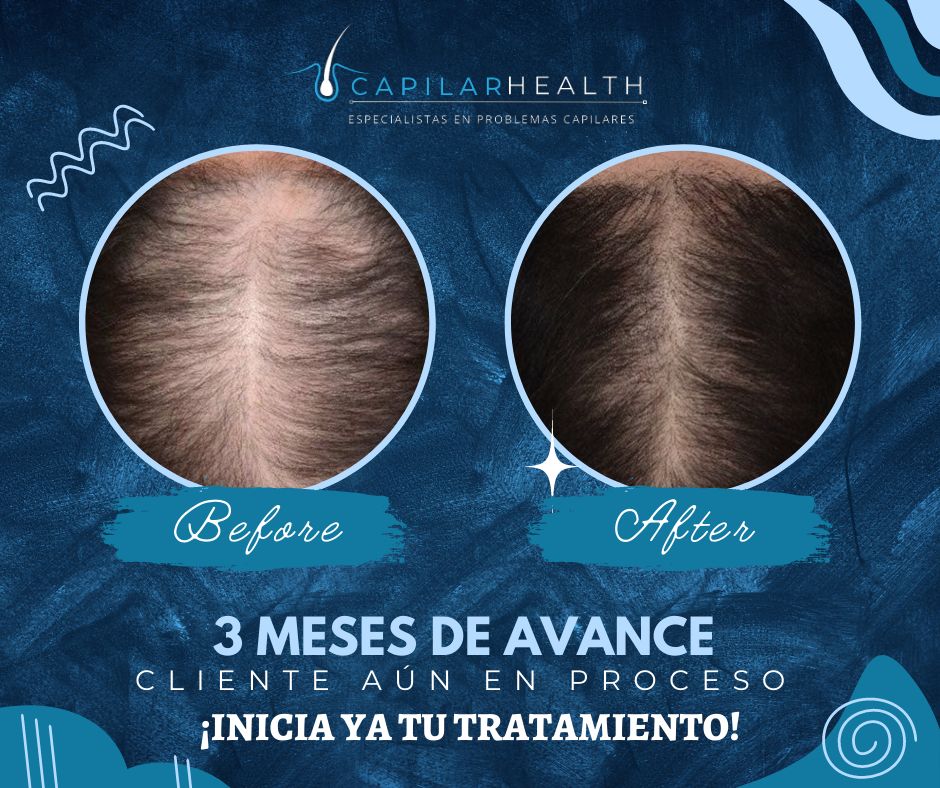 CAPILARHEALTH
ESPECIALISTAS EN PROBLEMAS CAPILARES
Before
After
3 MESES DE AVANCE
CLIENTE AÚN EN PROCESO
¡INICIA YA TU TRATAMIENTO!